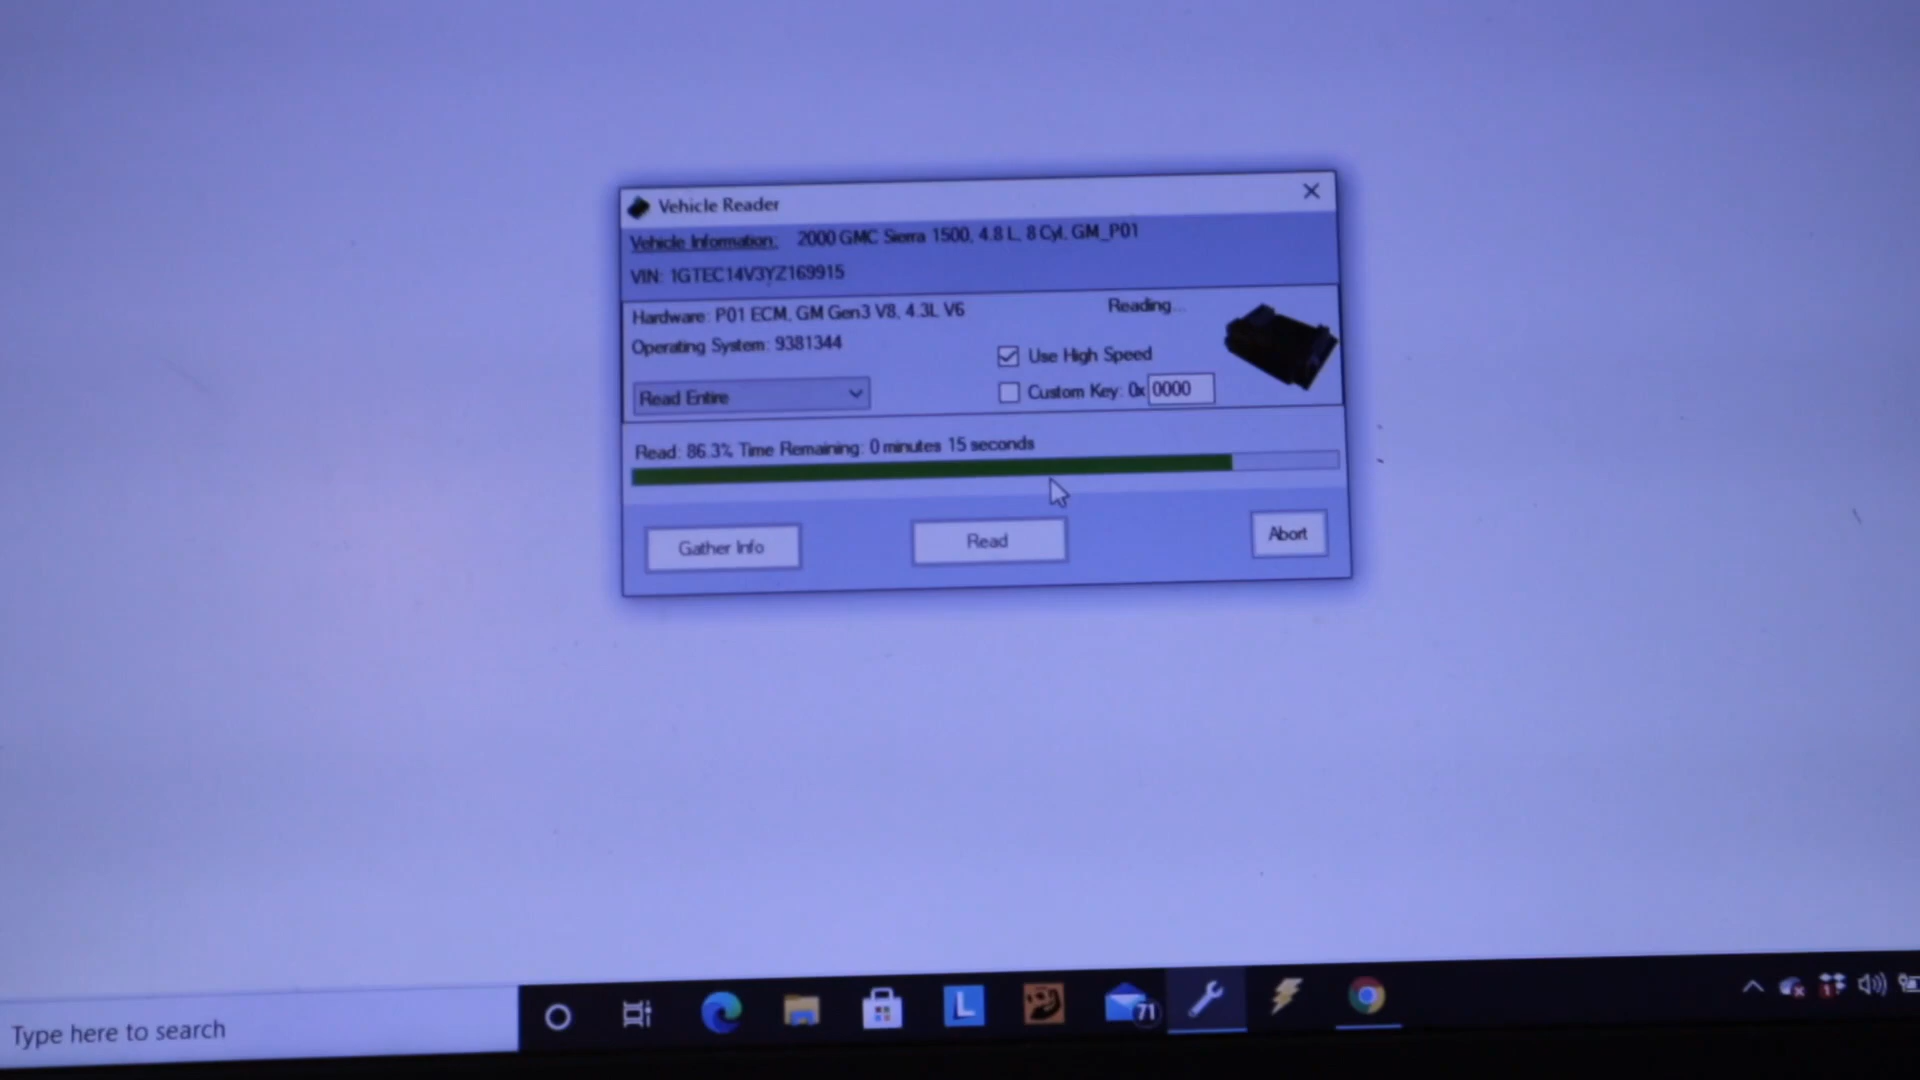 Vehicle Reader
Vehicle Information: 2000 GMC Sierra 1500, 4.8 L, 8 Cyl, GM_P01
VIN: 1GTEC14V3YZ169915
Hardware: P01 ECM, GM Gen3 V8, 4.3L V6
Reading...
Operating System: 9381344
Use High Speed
Read Entire
Custom Key: 0x 0000
Read: 86.3% Time Remaining: 0 minutes 15 seconds
Gather Info
Read
Abort
Type here to search
L
71
1